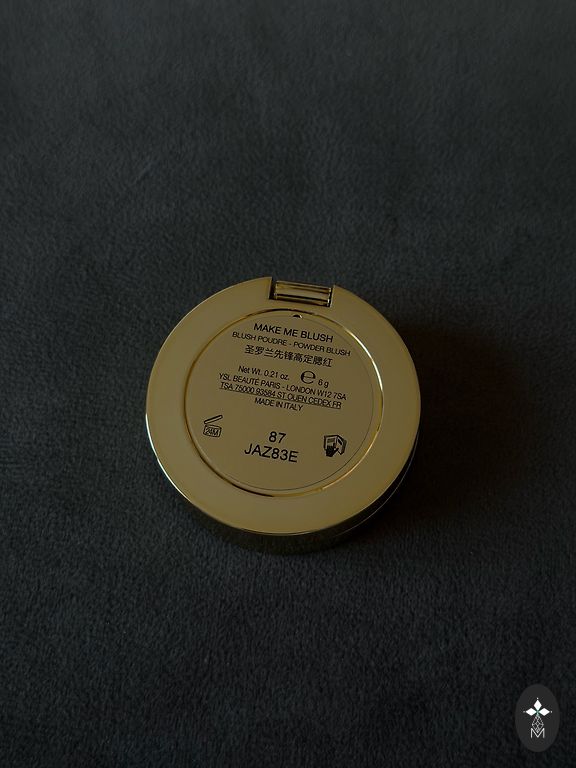 MAKE ME BLUSH
BLUSH POUDRE - POWDER BLUSH
圣罗兰先锋高定腮红
Net Wt. 0.21 oz. ℮ 6 g
YSL BEAUTÉ PARIS - LONDON W12 7SA
TSA 75000 93584 ST OUEN CEDEX FR
MADE IN ITALY
24M
87
JAZ83E
M